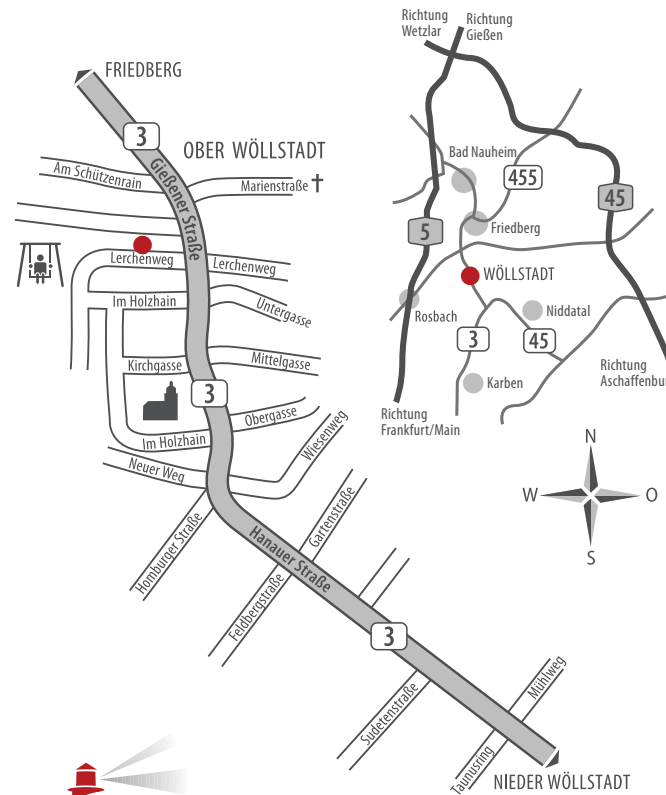 FRIEDBERG
3
Gießener Straße
OBER WÖLLSTADT
Am Schützenrain
Marienstraße
Lerchenweg
Lerchenweg
Im Holzhain
Untergasse
Kirchgasse
Mittelgasse
3
Im Holzhain
Obergasse
Neuer Weg
Wiesenweg
Homburger Straße
Hanauer Straße
Gartenstraße
Feldbergstraße
3
Sudetenstraße
Mühlweg
Taunusring
NIEDER WÖLLSTADT
Richtung
Wetzlar
Richtung
Gießen
Bad Nauheim
455
45
5
Friedberg
WÖLLSTADT
Rosbach
Niddatal
3
45
Karben
Richtung
Aschaffenbur
Richtung
Frankfurt/Main
N
W
O
S